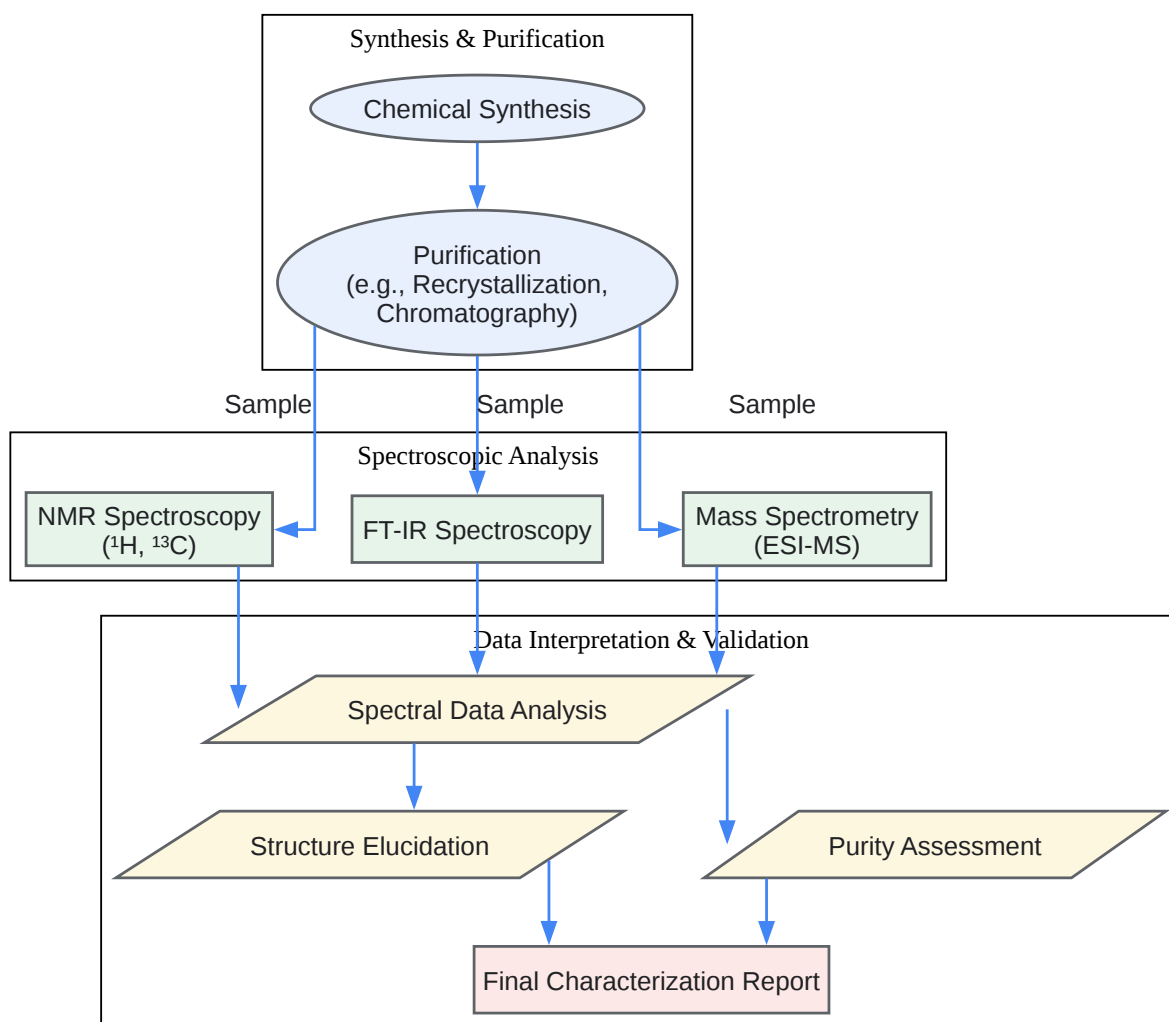 Synthesis & Purification
Chemical Synthesis
Purification
(e.g., Recrystallization,
Chromatography)
Sample
Sample
Sample
Spectroscopic Analysis
NMR Spectroscopy
(¹H, ¹³C)
FT-IR Spectroscopy
Mass Spectrometry
(ESI-MS)
Data Interpretation & Validation
Spectral Data Analysis
Structure Elucidation
Purity Assessment
Final Characterization Report